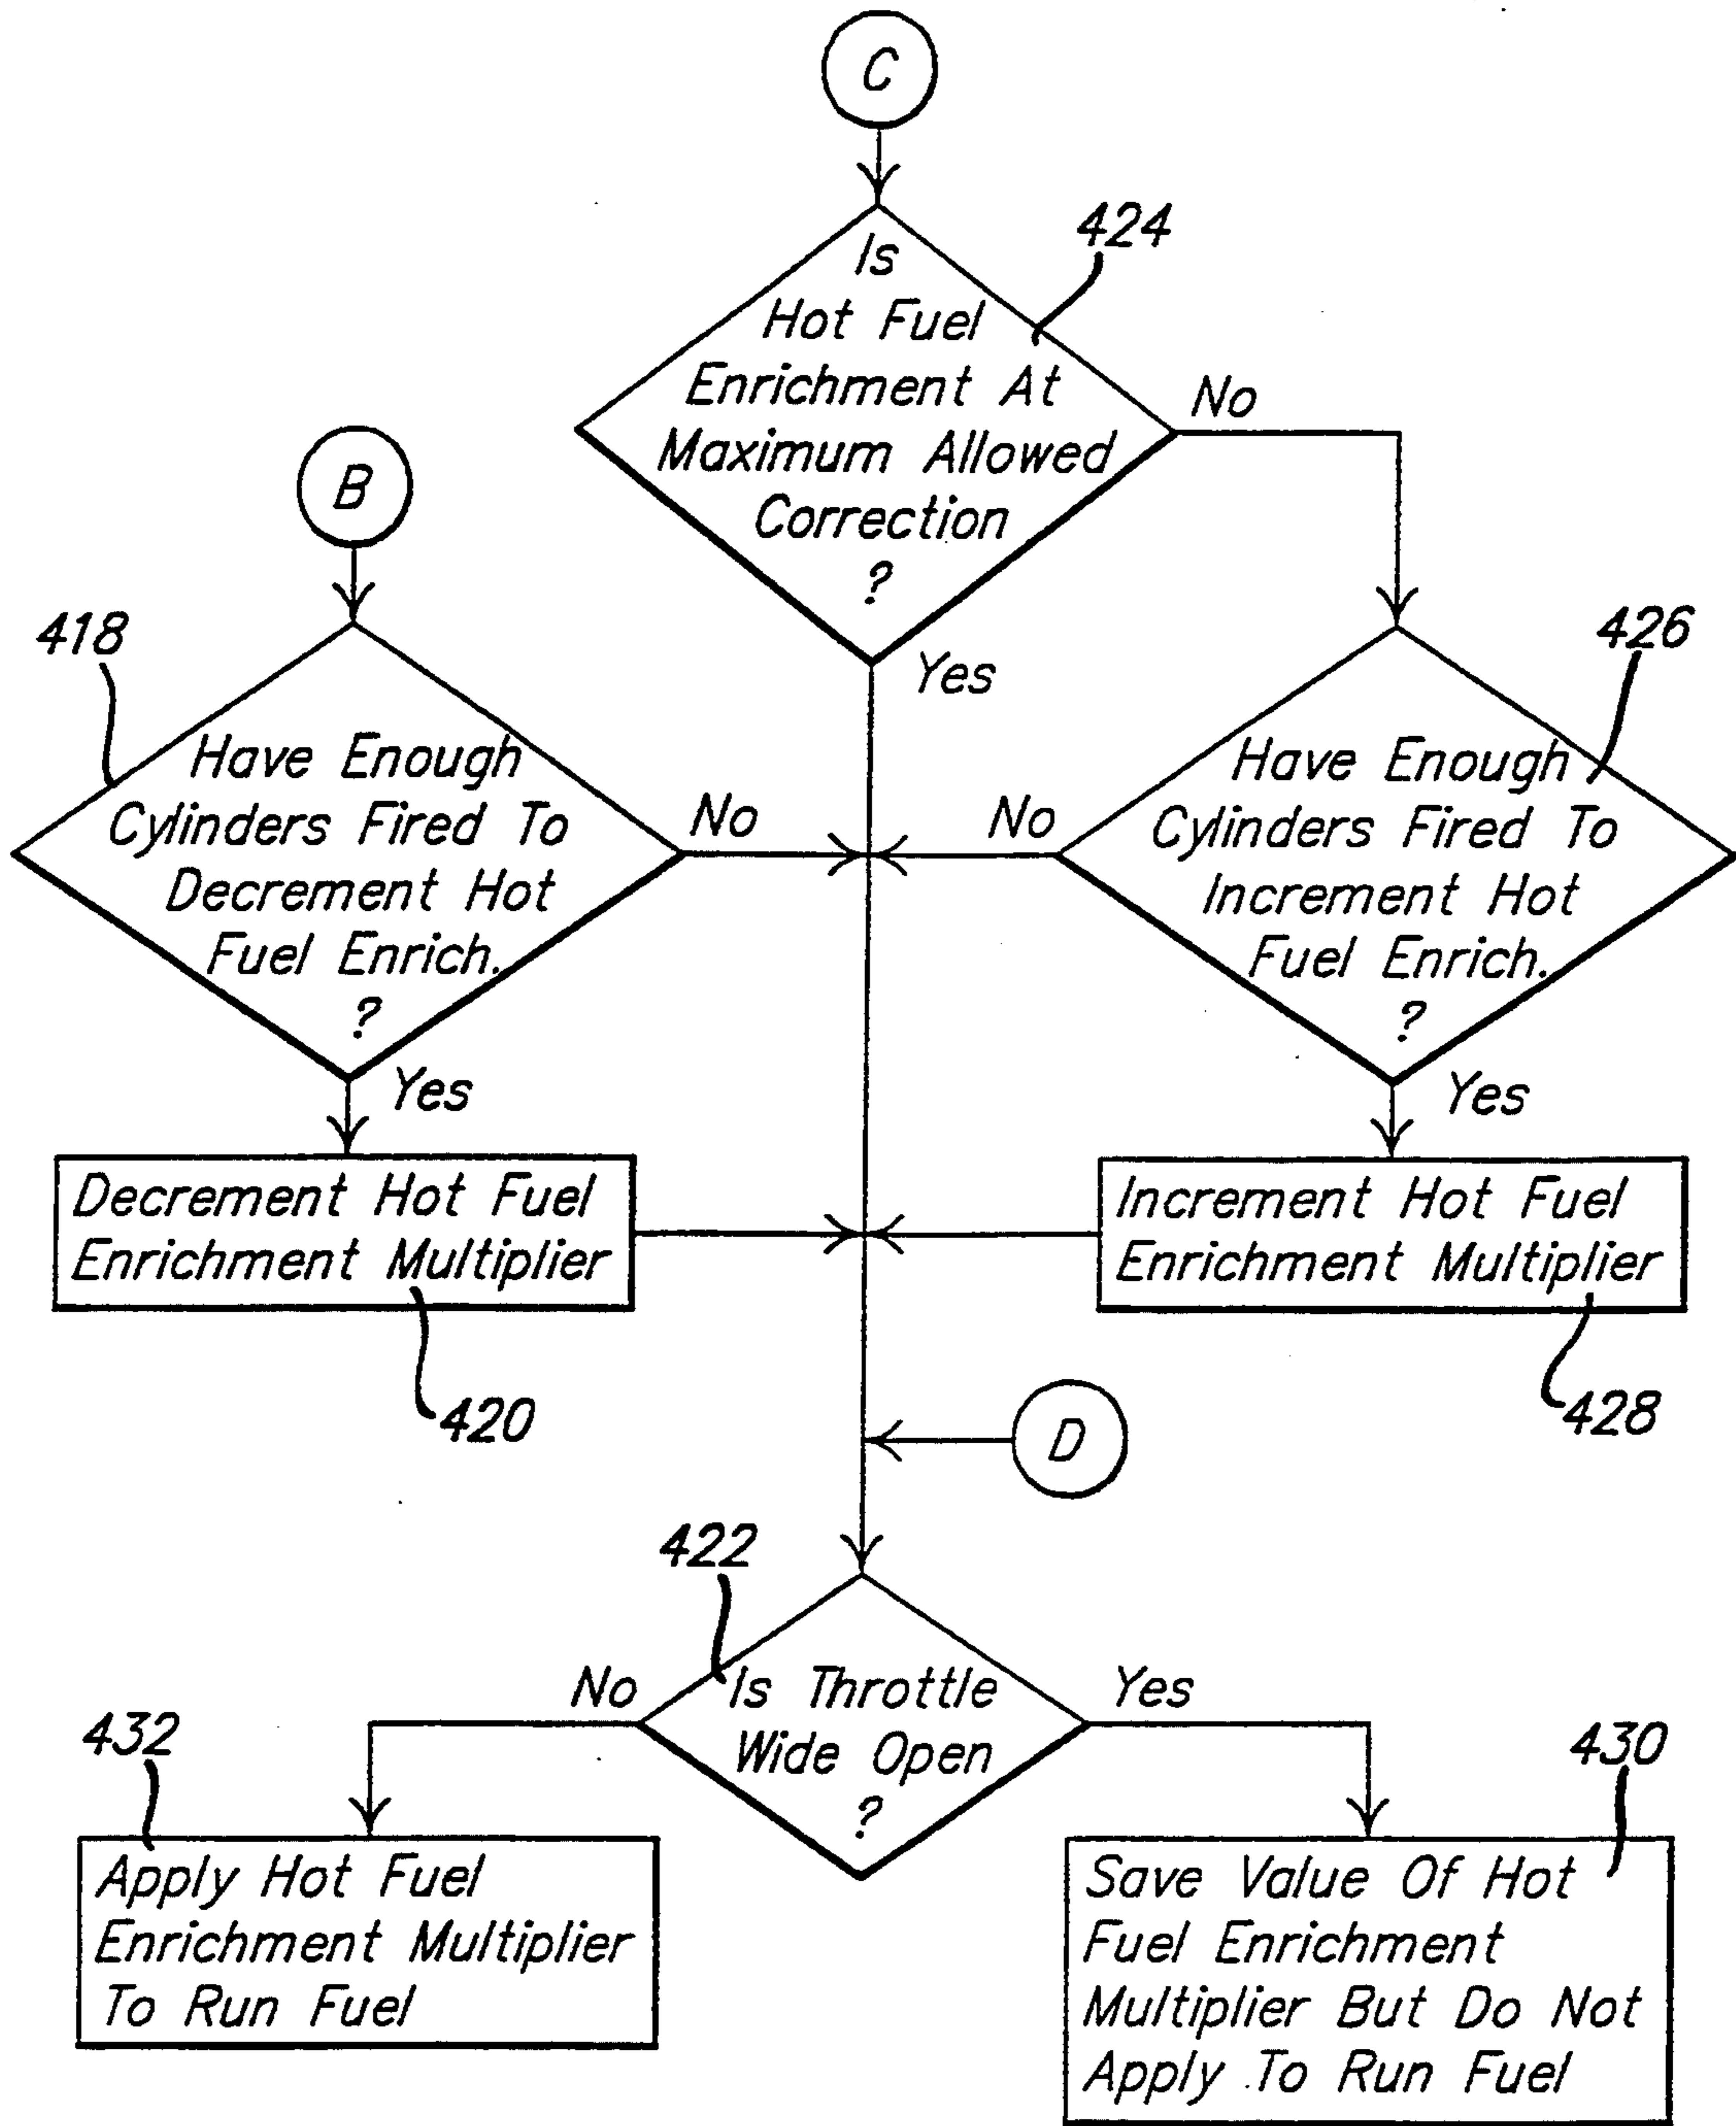 C
424
Is
Hot Fuel
Enrichment At
Maximum Allowed
Correction
?
No
Yes
B
418
Have Enough
Cylinders Fired To
Decrement Hot
Fuel Enrich.
?
No
Yes
426
Have Enough
Cylinders Fired To
Increment Hot
Fuel Enrich.
?
No
Yes
Decrement Hot Fuel
Enrichment Multiplier
420
Increment Hot Fuel
Enrichment Multiplier
428
D
422
Is Throttle
Wide Open
?
No
Yes
432
Apply Hot Fuel
Enrichment Multiplier
To Run Fuel
430
Save Value Of Hot
Fuel Enrichment
Multiplier But Do Not
Apply To Run Fuel